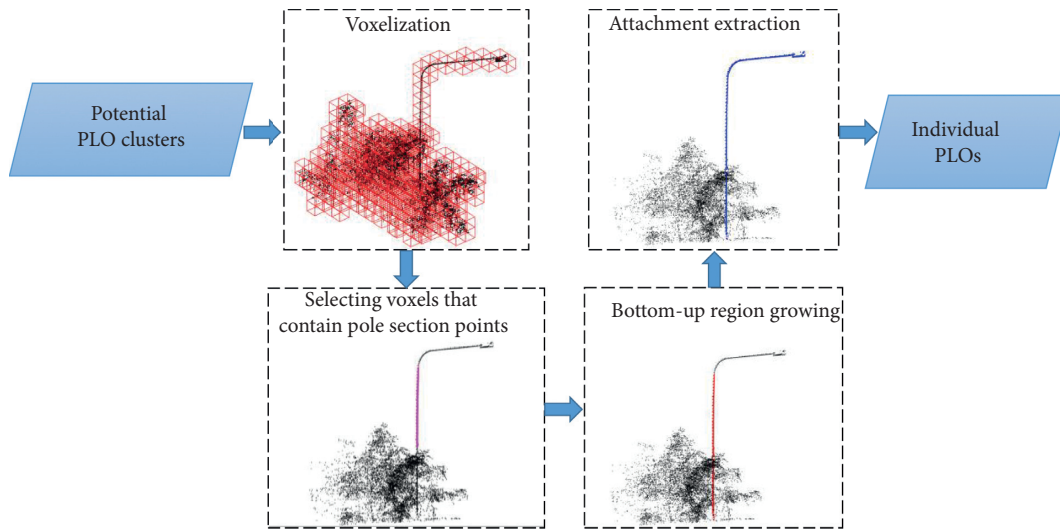 Potential
PLO clusters
Voxelization
Selecting voxels that
contain pole section points
Bottom-up region growing
Attachment extraction
Individual
PLOs